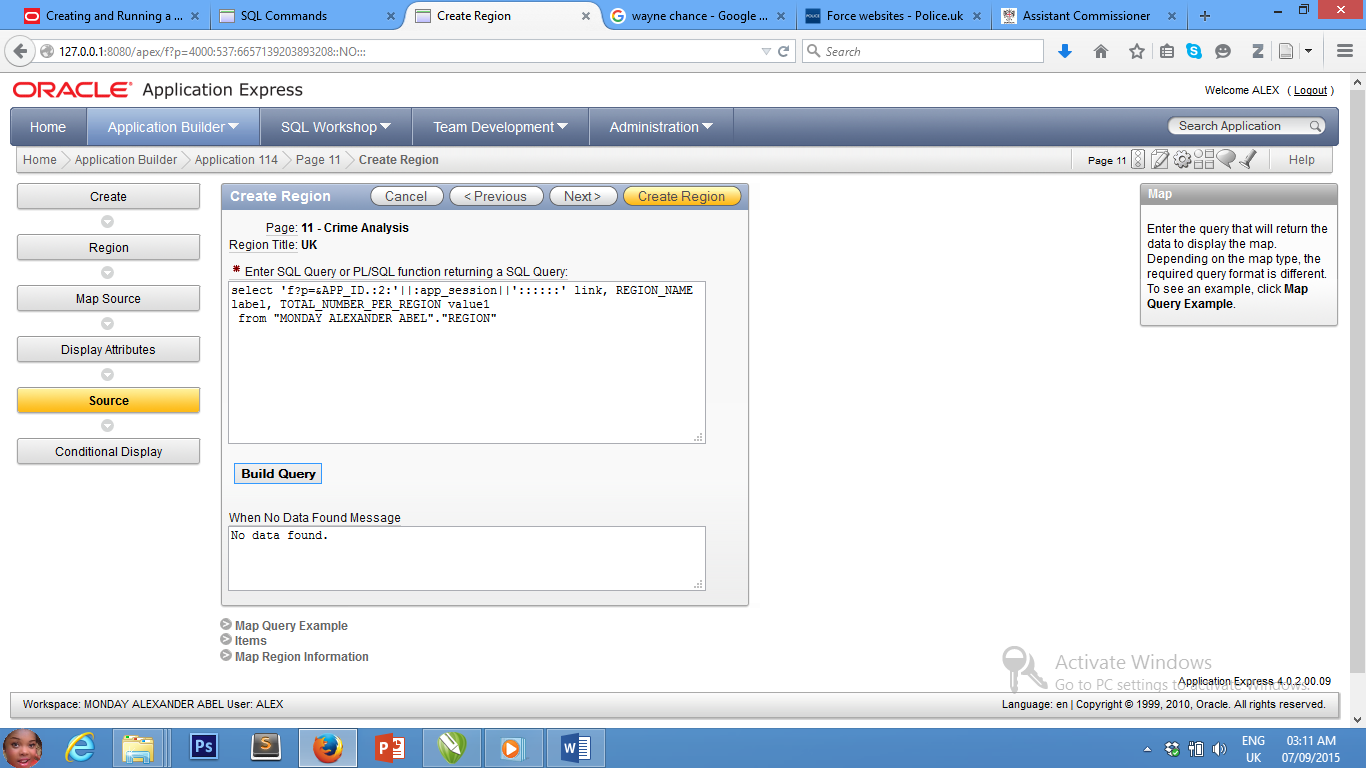 Creating and Running a ...
SQL Commands
Create Region
wayne chance - Google ...
Force websites - Police.uk
Assistant Commissioner
127.0.0.1:8080/apex/f?p=4000:537:6657139203893208::NO:::
Search
ORACLE Application Express
Welcome ALEX ( Logout )
Home
Application Builder
SQL Workshop
Team Development
Administration
Search Application
Home
Application Builder
Application 114
Page 11
Create Region
Page 11
Help
Create
Region
Map Source
Display Attributes
Source
Conditional Display
Create Region
Cancel
< Previous
Next >
Create Region
Page: 11 - Crime Analysis
Region Title: UK
* Enter SQL Query or PL/SQL function returning a SQL Query:
select 'f?p=&APP_ID.:2:'||:app_session||'::::::' link, REGION_NAME
label, TOTAL_NUMBER_PER_REGION value1
from "MONDAY ALEXANDER ABEL"."REGION"
Build Query
When No Data Found Message
No data found.
Map Query Example
Items
Map Region Information
Map
Enter the query that will return the
data to display the map.
Depending on the map type, the
required query format is different.
To see an example, click Map
Query Example.
Activate Windows
Go to PC settings to activate Windows.
Application Express 4.0.2.00.09
Workspace: MONDAY ALEXANDER ABEL User: ALEX
Language: en | Copyright © 1999, 2010, Oracle. All rights reserved.
Ps
S
P
W
ENG
UK
03:11 AM
07/09/2015